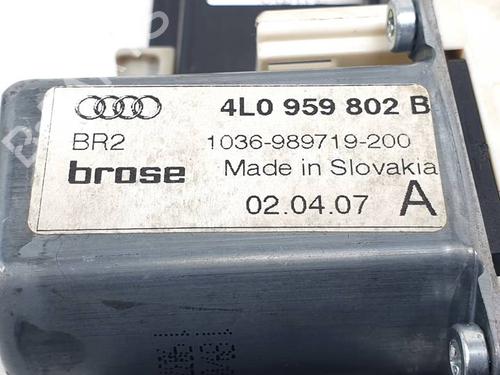 4L0 959 802 B
BR2 1036-989719-200
brose Made in Slovakia
02.04.07 A